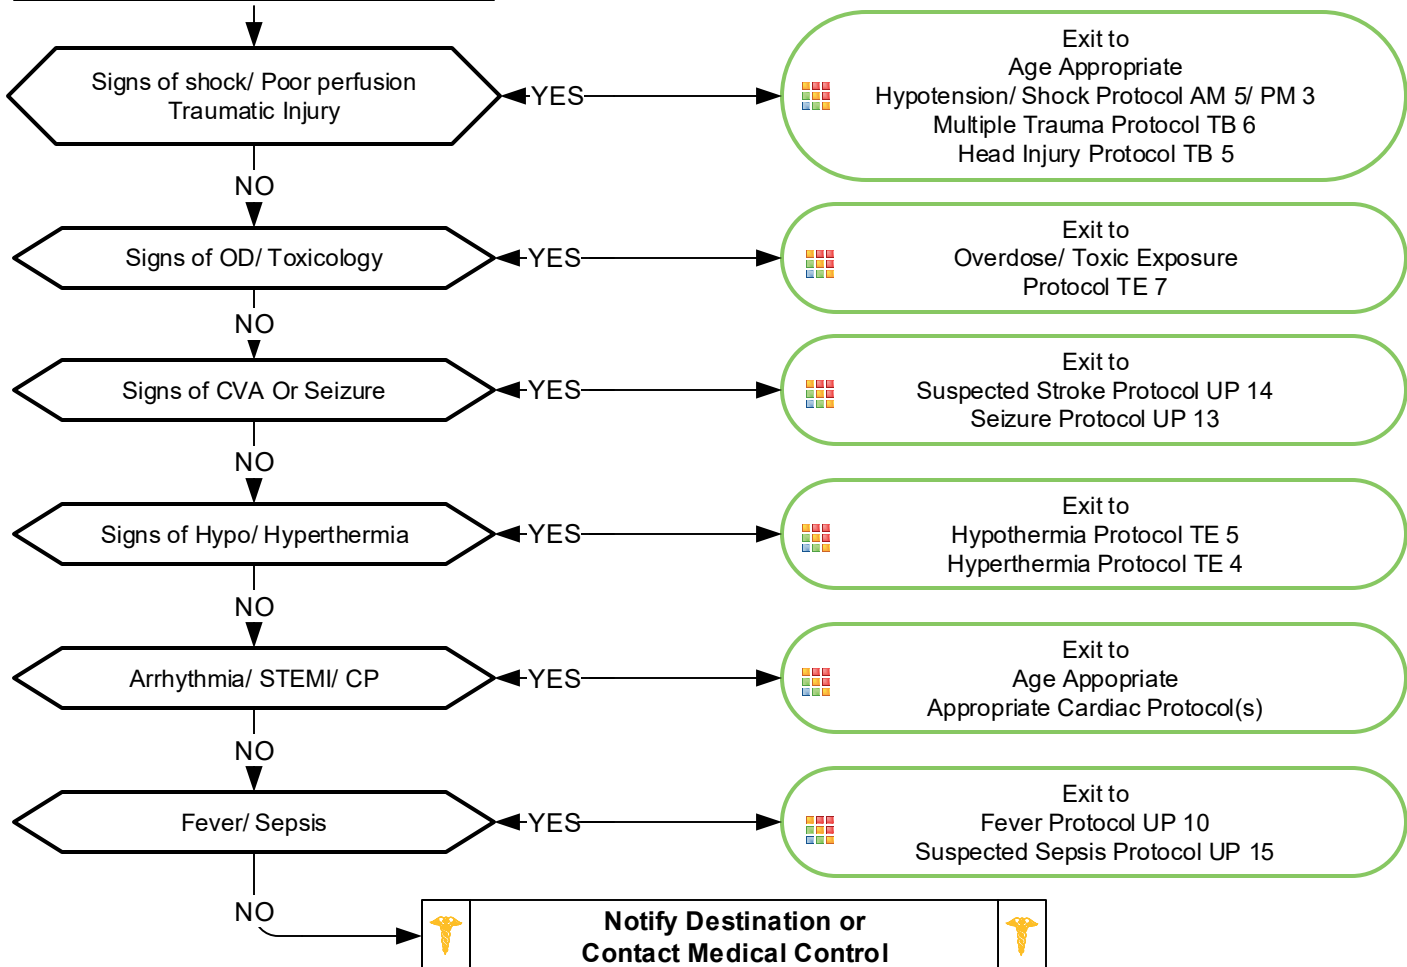 Signs of shock/ Poor perfusion
Traumatic Injury
YES
Exit to
Age Appropriate
Hypotension/ Shock Protocol AM 5/ PM 3
Multiple Trauma Protocol TB 6
Head Injury Protocol TB 5
NO
Signs of OD/ Toxicology
YES
Exit to
Overdose/ Toxic Exposure
Protocol TE 7
NO
Signs of CVA Or Seizure
YES
Exit to
Suspected Stroke Protocol UP 14
Seizure Protocol UP 13
NO
Signs of Hypo/ Hyperthermia
YES
Exit to
Hypothermia Protocol TE 5
Hyperthermia Protocol TE 4
NO
Arrhythmia/ STEMI/ CP
YES
Exit to
Age Appopriate
Appropriate Cardiac Protocol(s)
NO
Fever/ Sepsis
YES
Exit to
Fever Protocol UP 10
Suspected Sepsis Protocol UP 15
NO
Notify Destination or
Contact Medical Control